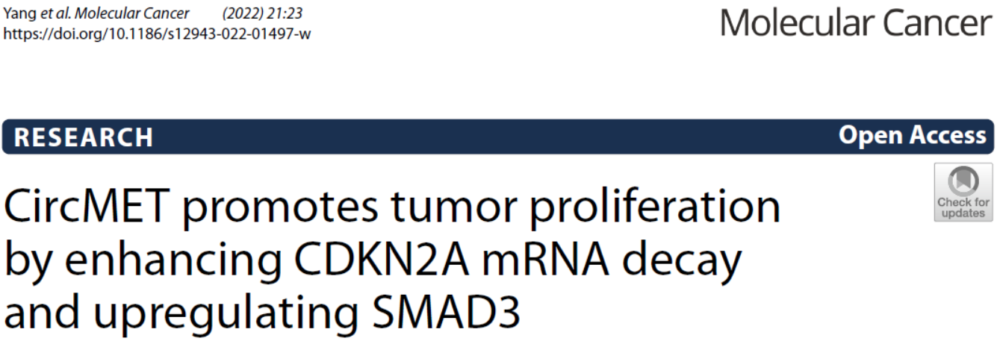 Yang et al. Molecular Cancer (2022) 21:23
https://doi.org/10.1186/s12943-022-01497-w
Molecular Cancer
RESEARCH
Open Access
CircMET promotes tumor proliferation
by enhancing CDKN2A mRNA decay
and upregulating SMAD3
Check for
updates